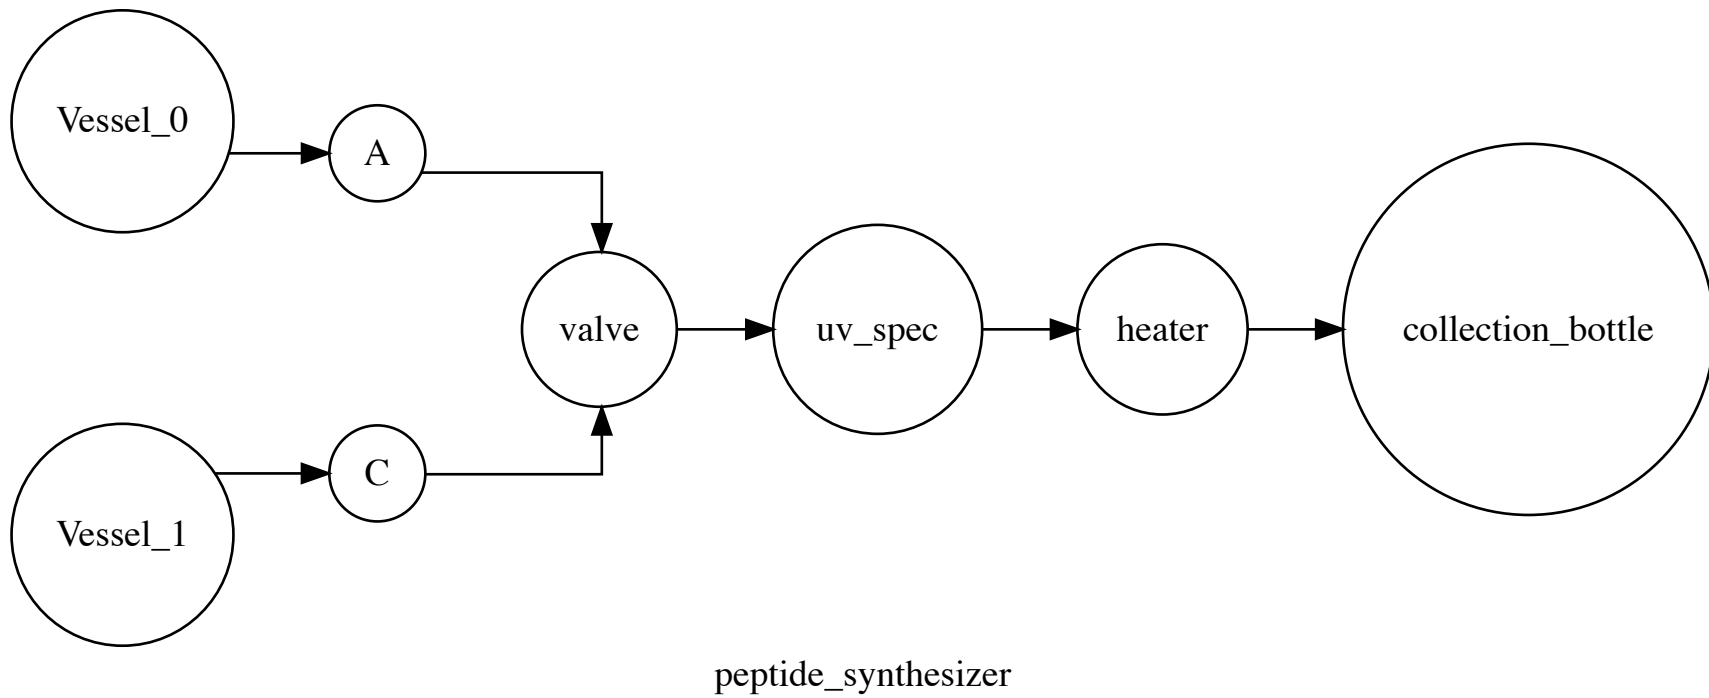 Vessel_0
A
valve
uv_spec
heater
collection_bottle
C
Vessel_1
peptide_synthesizer